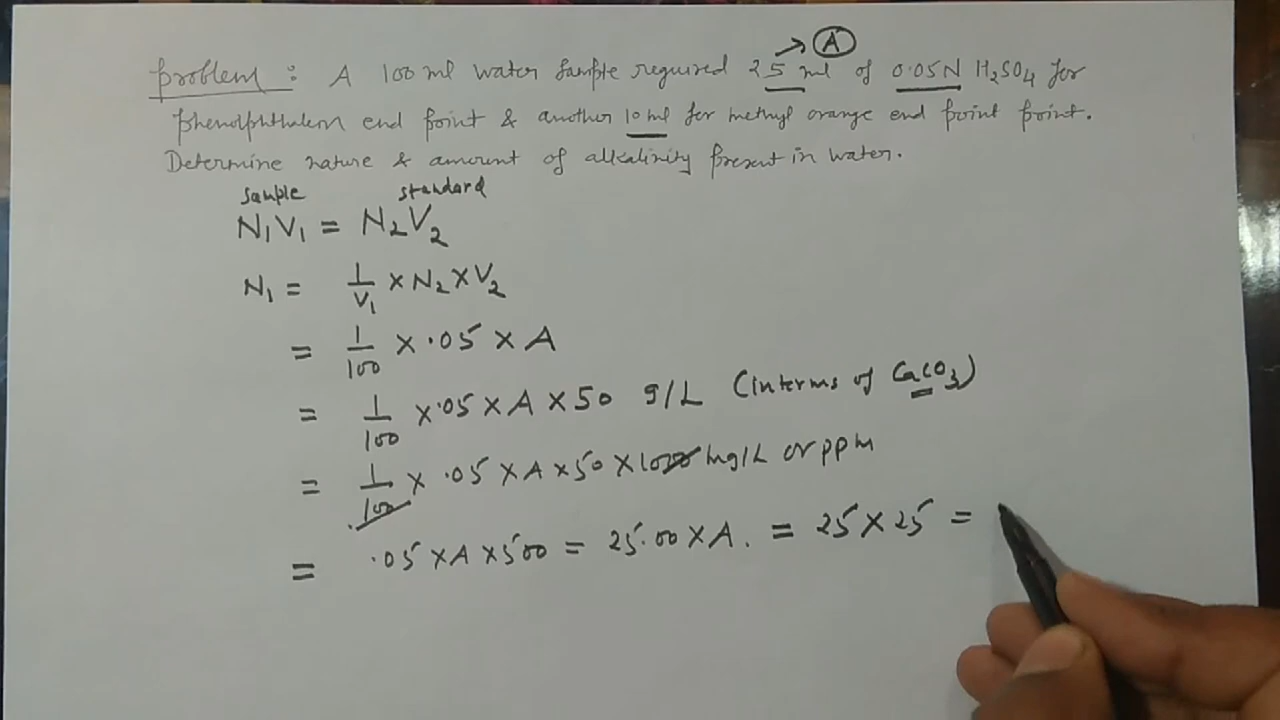 Problem : A 100 ml water sample required 25 ml of 0.05N H₂SO₄ for
phenolphthalein end point & another 10 ml for methyl orange end point point.
Determine nature & amount of alkalinity present in water.
→ A
sample standard
N₁V₁ = N₂V₂
N₁ = 1/V₁ × N₂ × V₂
= 1/100 × .05 × A
= 1/100 × .05 × A × 50 g/L (interms of CaCO₃)
= 1/100 × .05 × A × 50 × 1000 mg/L or ppm
= .05 × A × 500 = 25.00 × A. = 25 × 25 =